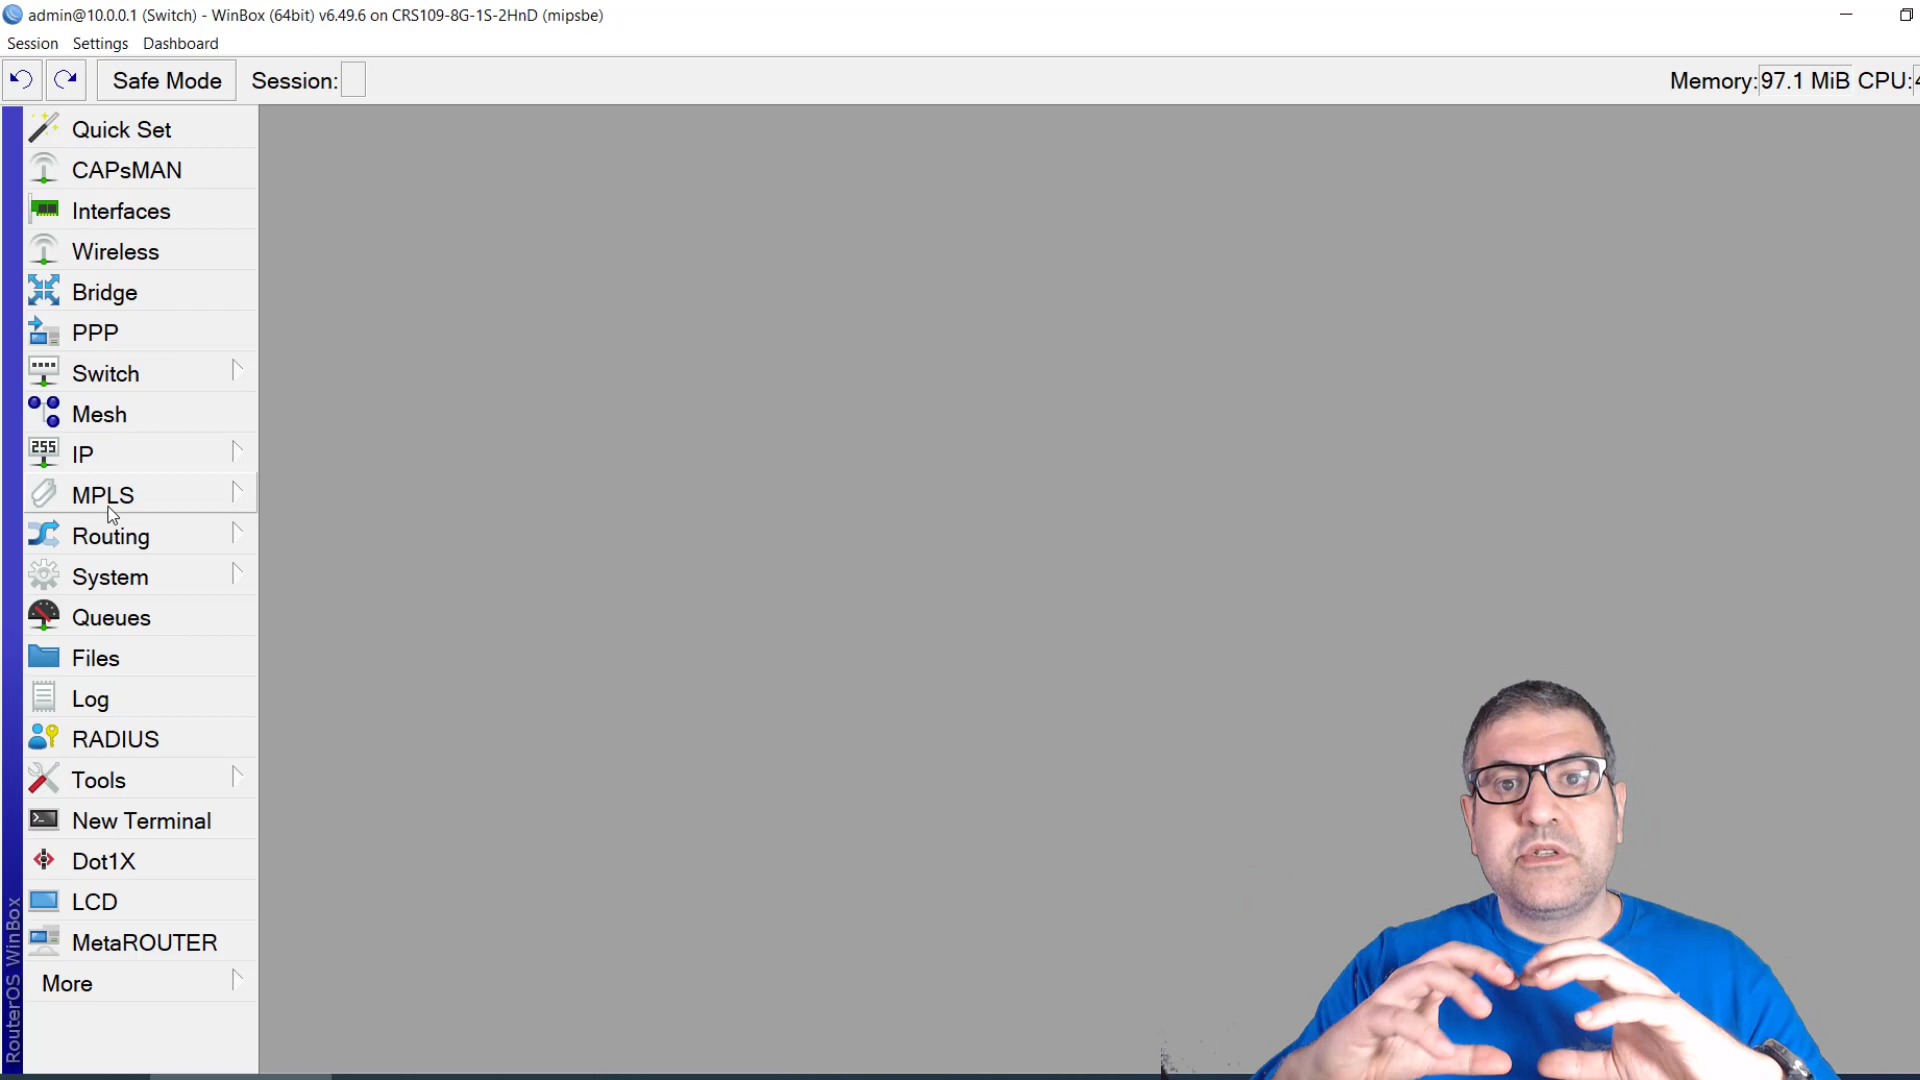 admin@10.0.0.1 (Switch) - WinBox (64bit) v6.49.6 on CRS109-8G-1S-2HnD (mipsbe)
Session Settings Dashboard
Safe Mode Session: Memory: 97.1 MiB CPU:
Quick Set
CAPsMAN
Interfaces
Wireless
Bridge
PPP
Switch
Mesh
255 IP
MPLS
Routing
System
Queues
Files
Log
RADIUS
Tools
New Terminal
Dot1X
LCD
MetaROUTER
More
RouterOS WinBox